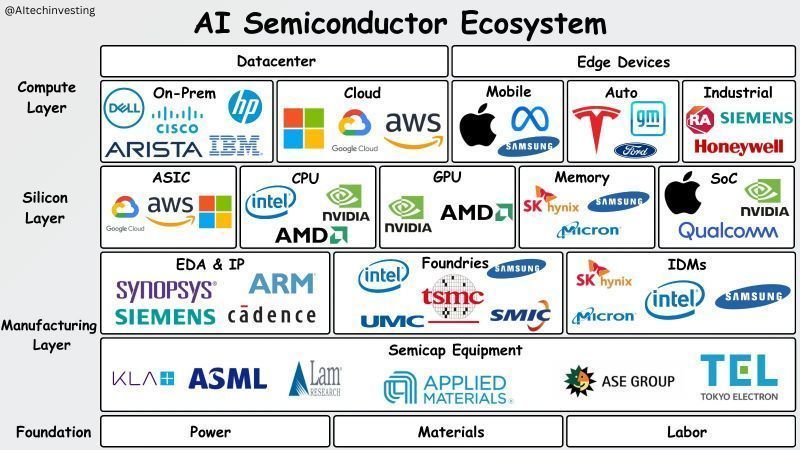 @AItechinvesting
AI Semiconductor Ecosystem
Datacenter
Edge Devices
Compute
Layer
On-Prem
DELL
hp
CISCO
ARISTA
IBM
Cloud
Google Cloud
aws
Mobile
SAMSUNG
Auto
gm
Ford
Industrial
RA
SIEMENS
Honeywell
Silicon
Layer
ASIC
Google Cloud
aws
CPU
intel
NVIDIA
AMD
GPU
NVIDIA
AMD
Memory
SK hynix
SAMSUNG
Micron
SoC
NVIDIA
Qualcomm
Manufacturing
Layer
EDA & IP
SYNOPSYS®
ARM
SIEMENS
cādence
Foundries
intel
SAMSUNG
tsmc
UMC
SMIC
IDMs
SK hynix
intel
SAMSUNG
Micron
Semicap Equipment
KLA
ASML
Lam
RESEARCH
APPLIED
MATERIALS®
ASE GROUP
TEL
TOKYO ELECTRON
Foundation
Power
Materials
Labor